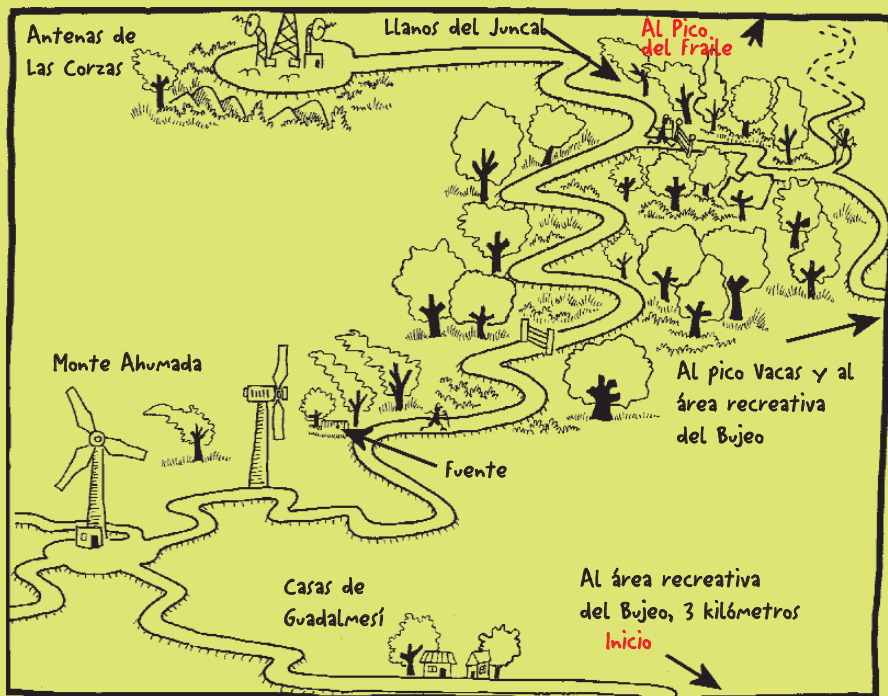 Antenas de
Las Corzas
Llanos del Juncal
Al Pico
del Fraile
Monte Ahumada
Al pico Vacas y al
área recreativa
del Bujeo
Fuente
Casas de
Guadalmesí
Al área recreativa
del Bujeo, 3 kilómetros
Inicio